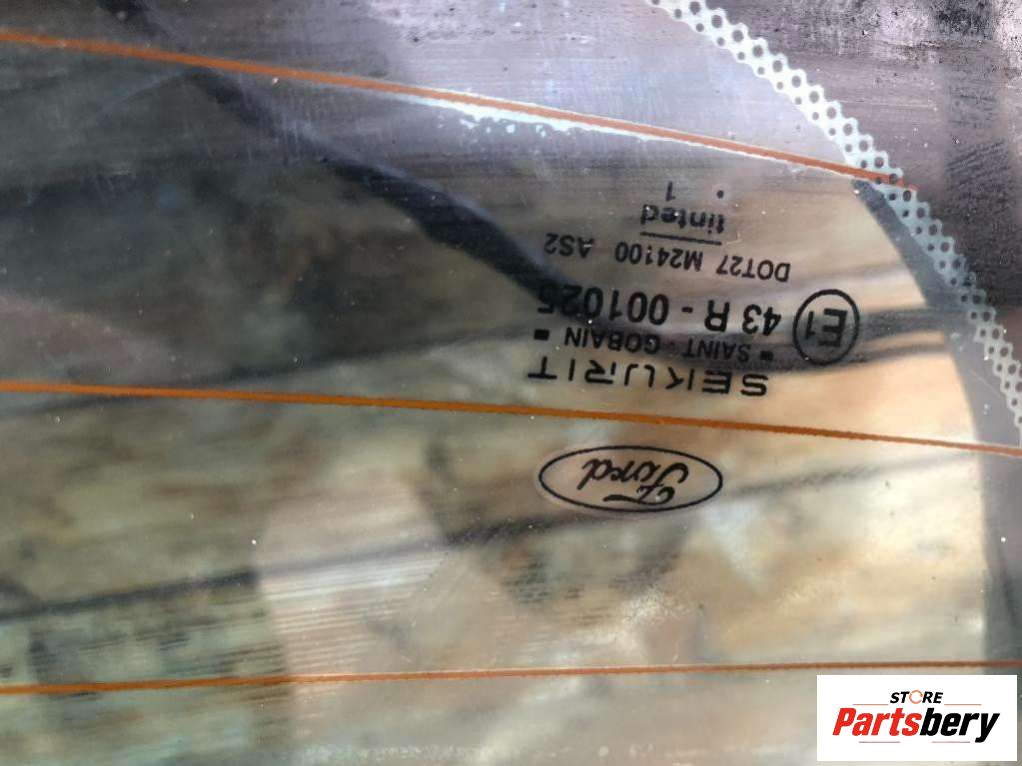 Ford
SEKURIT
▪ SAINT - GOBAIN ▪
E1
43 R - 001025
DOT27 M24100 AS2
tinted
1
.
STORE
Partsbery